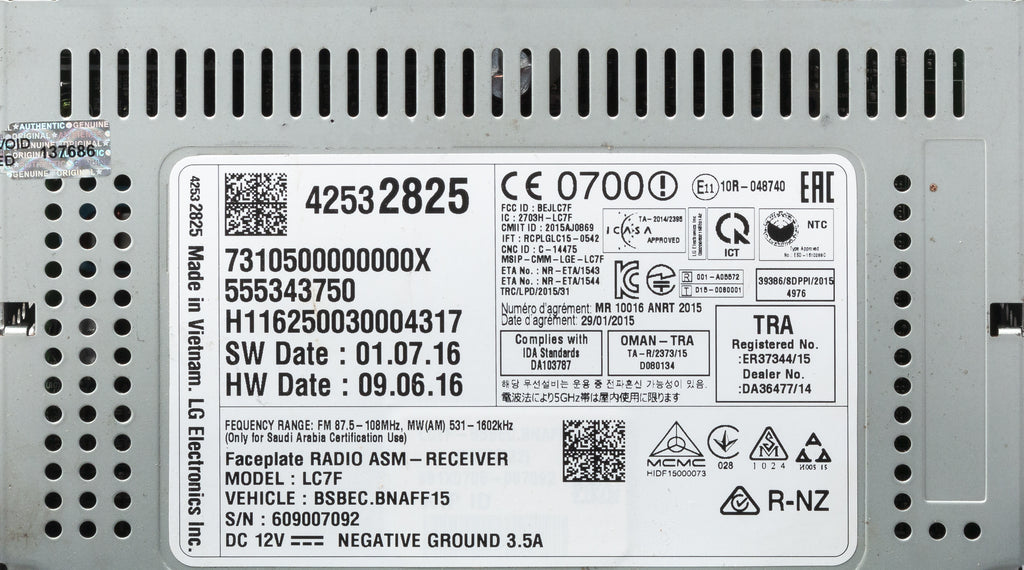 AUTHENTIC GENUINE
ORIGINAL
VOID
137686
GENUINE ORIGINAL
42532825 Made in Vietnam. LG Electronics Inc.
42532825
7310500000000X
555343750
H116250030004317
SW Date : 01.07.16
HW Date : 09.06.16
CE 0700 E11 10R-048740 EAC
FCC ID : BEJLC7F
IC : 2703H-LC7F
CMIIT ID : 2015AJ0869
IFT : RCPLGLC15-0542
CNC ID : C-14475
MSIP-CMM-LGE-LC7F
ETA No. : NR-ETA/1543
ETA No. : NR-ETA/1544
TRC/LPD/2015/31
ICASA TA-2014/2395 APPROVED
ICT
NTC
Type Approved
R 001-A05572
T D15-0080001
39386/SDPPI/2015
4976
Numéro d'agrément: MR 10016 ANRT 2015
Date d'agrément: 29/01/2015
Complies with
IDA Standards
DA103787
OMAN-TRA
TA-R/2373/15
D080134
TRA
Registered No.
:ER37344/15
Dealer No.
:DA36477/14
해당 무선설비는 운용 중 전파혼신 가능성이 있음.
電波法により5GHz帯は屋内使用に限ります
FEQUENCY RANGE: FM 87.5-108MHz, MW(AM) 531-1602kHz
(Only for Saudi Arabia Certification Use)
Faceplate RADIO ASM-RECEIVER
MODEL : LC7F
VEHICLE : BSBEC.BNAFF15
S/N : 609007092
DC 12V NEGATIVE GROUND 3.5A
MCMC
HIDF15000073
028
1024
R-NZ